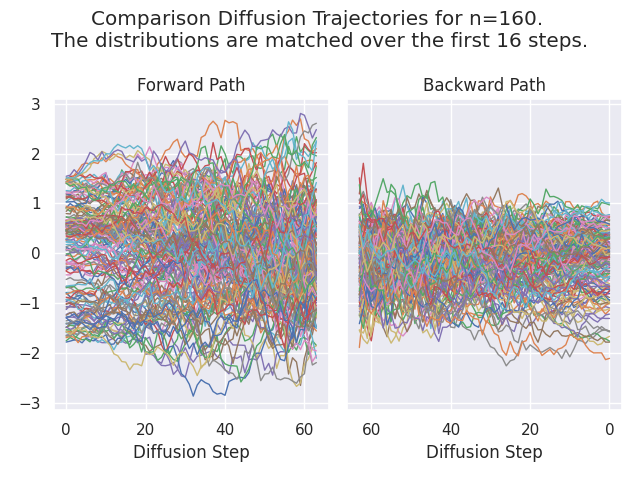 Comparison Diffusion Trajectories for n=160.
The distributions are matched over the first 16 steps.
Forward Path
Backward Path
3
2
1
0
−1
−2
−3
0 20 40 60
60 40 20 0
Diffusion Step
Diffusion Step